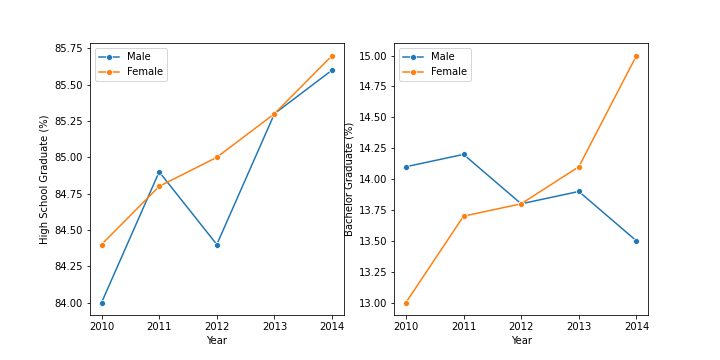 Male
Female
High School Graduate (%)
85.75
85.50
85.25
85.00
84.75
84.50
84.25
84.00
2010 2011 2012 2013 2014
Year
Male
Female
Bachelor Graduate (%)
15.00
14.75
14.50
14.25
14.00
13.75
13.50
13.25
13.00
2010 2011 2012 2013 2014
Year